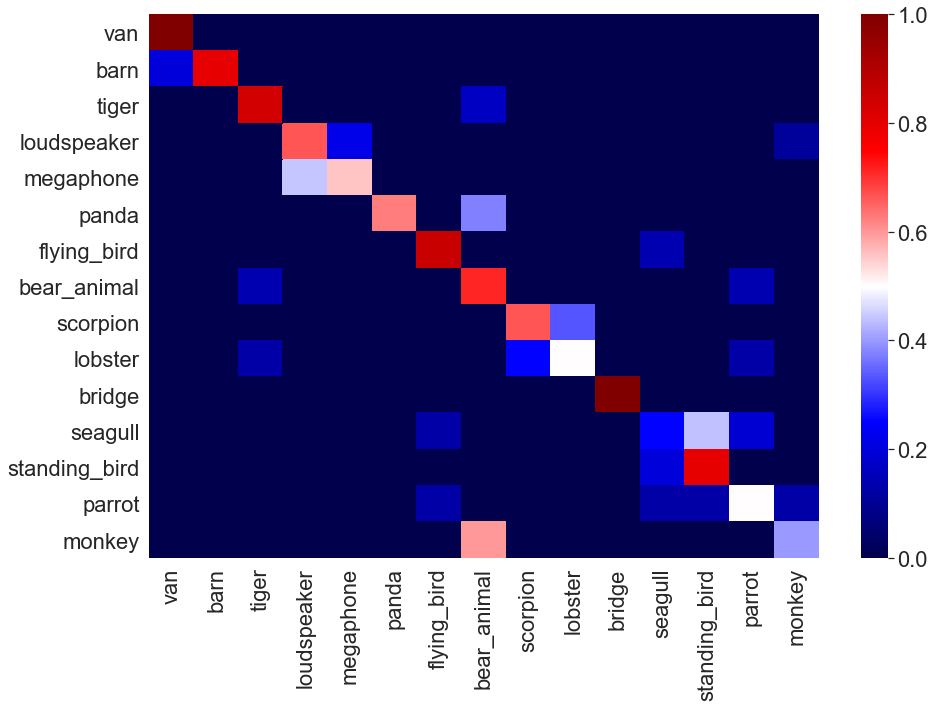 van
barn
tiger
loudspeaker
megaphone
panda
flying_bird
bear_animal
scorpion
lobster
bridge
seagull
standing_bird
parrot
monkey
van
barn
tiger
loudspeaker
megaphone
panda
flying_bird
bear_animal
scorpion
lobster
bridge
seagull
standing_bird
parrot
monkey
1.0
0.8
0.6
0.4
0.2
0.0